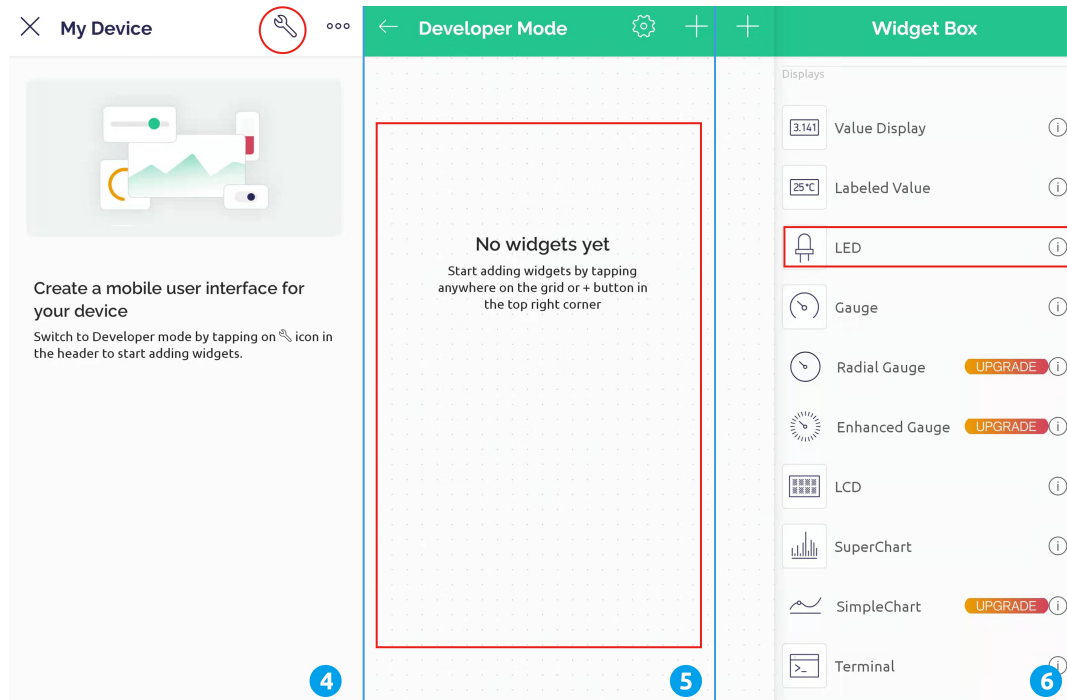 My Device
Create a mobile user interface for
your device
Switch to Developer mode by tapping on icon in
the header to start adding widgets.
4
Developer Mode
No widgets yet
Start adding widgets by tapping
anywhere on the grid or + button in
the top right corner
5
Widget Box
Displays
3.141 Value Display
25°C Labeled Value
LED
Gauge
Radial Gauge UPGRADE
Enhanced Gauge UPGRADE
LCD
SuperChart
SimpleChart UPGRADE
Terminal
6